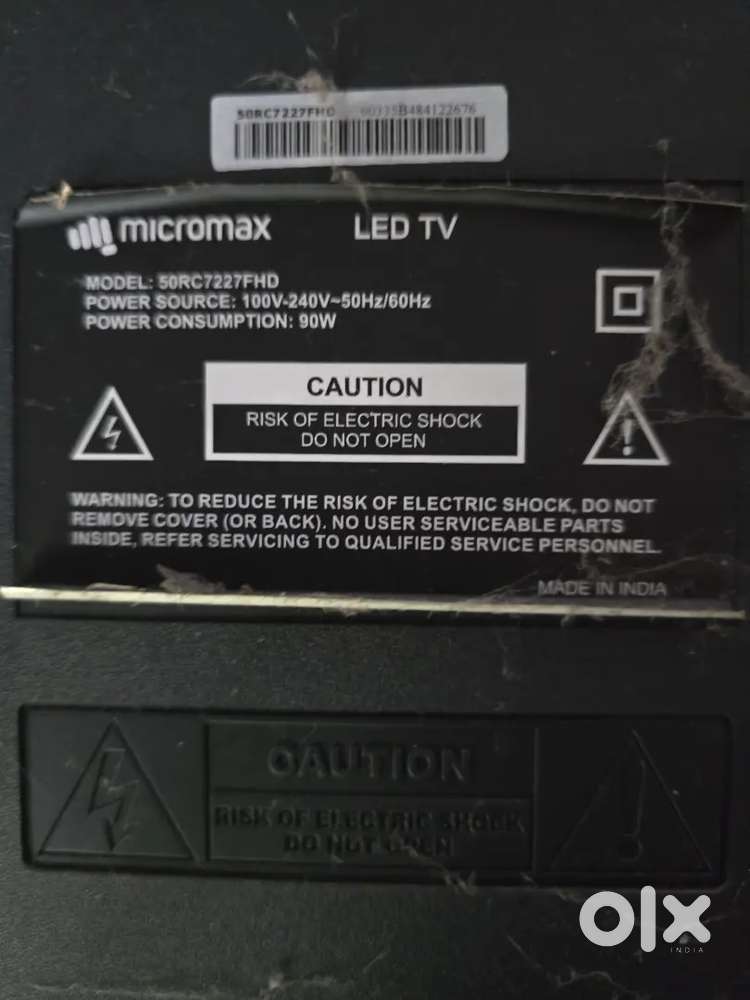 50RC7227FHD 00335B484122676
micromax LED TV
MODEL: 50RC7227FHD
POWER SOURCE: 100V-240V~50Hz/60Hz
POWER CONSUMPTION: 90W
CAUTION
RISK OF ELECTRIC SHOCK
DO NOT OPEN
WARNING: TO REDUCE THE RISK OF ELECTRIC SHOCK, DO NOT
REMOVE COVER (OR BACK). NO USER SERVICEABLE PARTS
INSIDE, REFER SERVICING TO QUALIFIED SERVICE PERSONNEL.
MADE IN INDIA
CAUTION
RISK OF ELECTRIC SHOCK
DO NOT OPEN
olx
INDIA